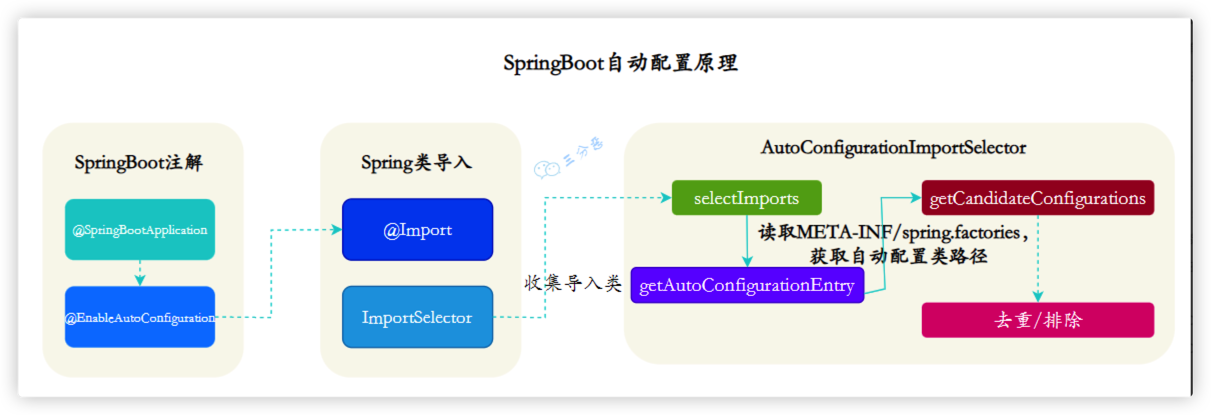 SpringBoot自动配置原理
SpringBoot注解
@SpringBootApplication
@EnableAutoConfiguration
Spring类导入
@Import
ImportSelector
三分恶
收集导入类
AutoConfigurationImportSelector
selectImports
getCandidateConfigurations
读取META-INF/spring.factories,
获取自动配置类路径
getAutoConfigurationEntry
去重/排除